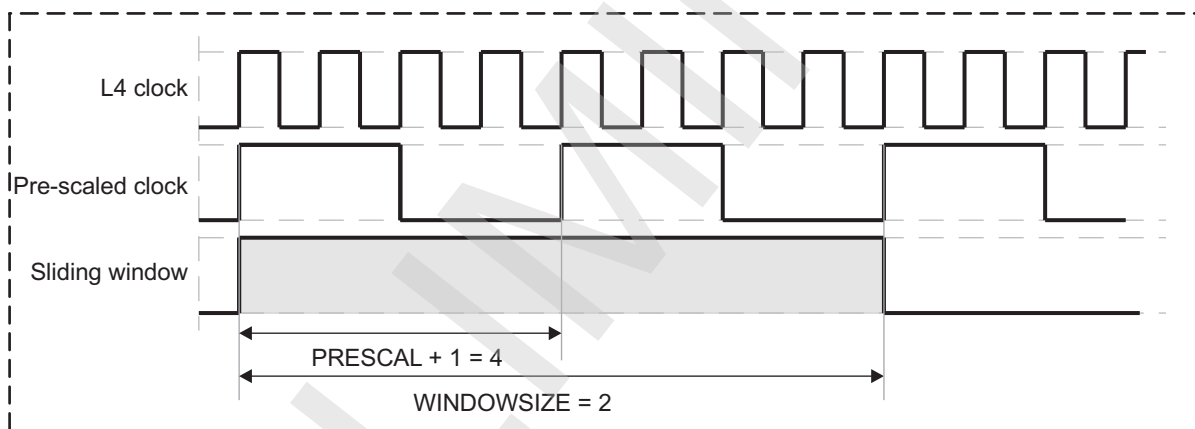 L4 clock
Pre-scaled clock
Sliding window
PRESCAL + 1 = 4
WINDOWSIZE = 2